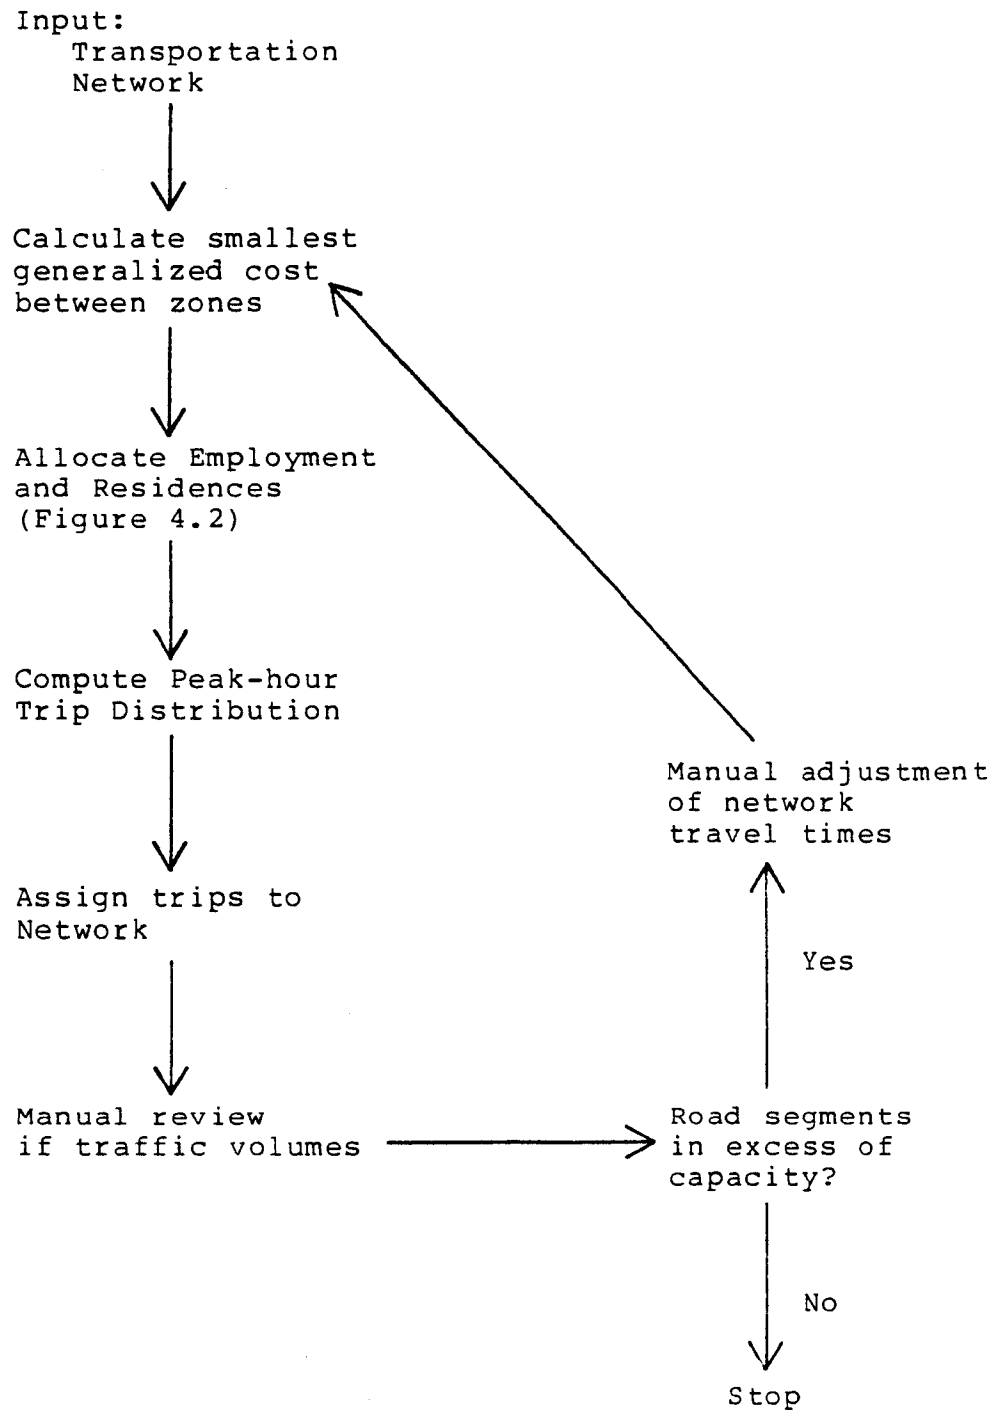 Input:
Transportation
Network
Calculate smallest
generalized cost
between zones
Allocate Employment
and Residences
(Figure 4.2)
Compute Peak-hour
Trip Distribution
Assign trips to
Network
Manual review
if traffic volumes
Road segments
in excess of
capacity?
Yes
Manual adjustment
of network
travel times
No
Stop